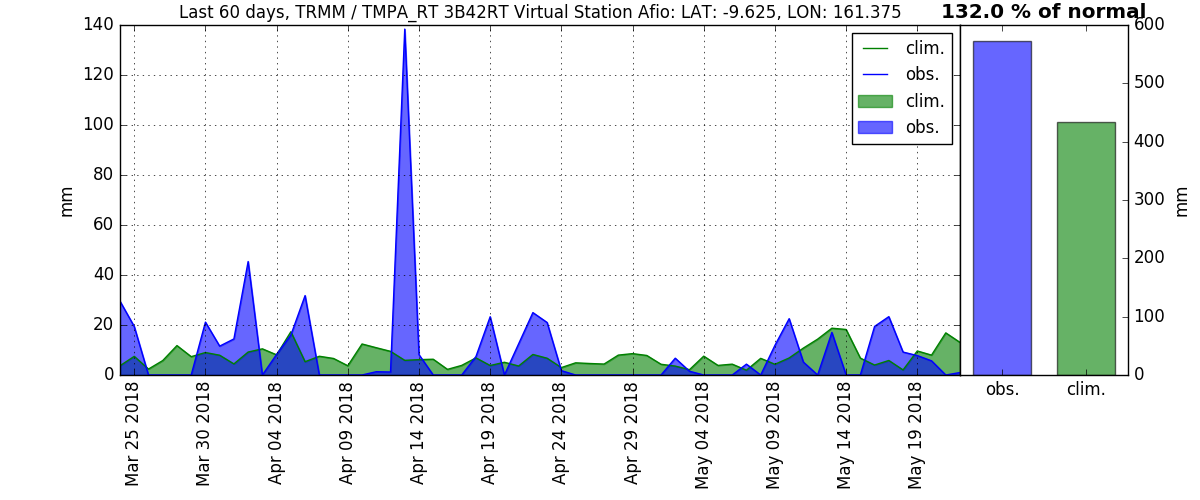 Last 60 days, TRMM / TMPA_RT 3B42RT Virtual Station Afio: LAT: -9.625, LON: 161.375
132.0 % of normal
140
120
100
80
60
40
20
0
mm
clim.
obs.
clim.
obs.
600
500
400
300
200
100
0
mm
Mar 25 2018
Mar 30 2018
Apr 04 2018
Apr 09 2018
Apr 14 2018
Apr 19 2018
Apr 24 2018
Apr 29 2018
May 04 2018
May 09 2018
May 14 2018
May 19 2018
obs.
clim.